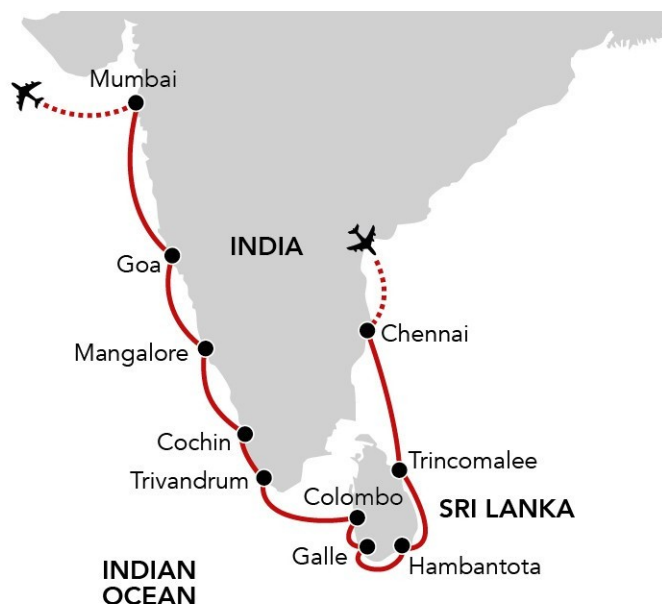 Mumbai
INDIA
Goa
Chennai
Mangalore
Cochin
Trincomalee
Trivandrum
Colombo
SRI LANKA
Galle
Hambantota
INDIAN
OCEAN